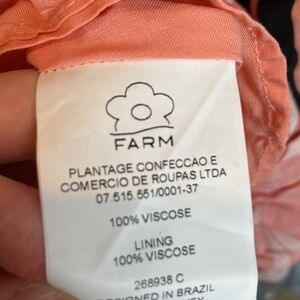 FARM
PLANTAGE CONFECCAO E
COMERCIO DE ROUPAS LTDA
07.515.551/0001-37
100% VISCOSE
LINING
100% VISCOSE
268938 C
DESIGNED IN BRAZIL